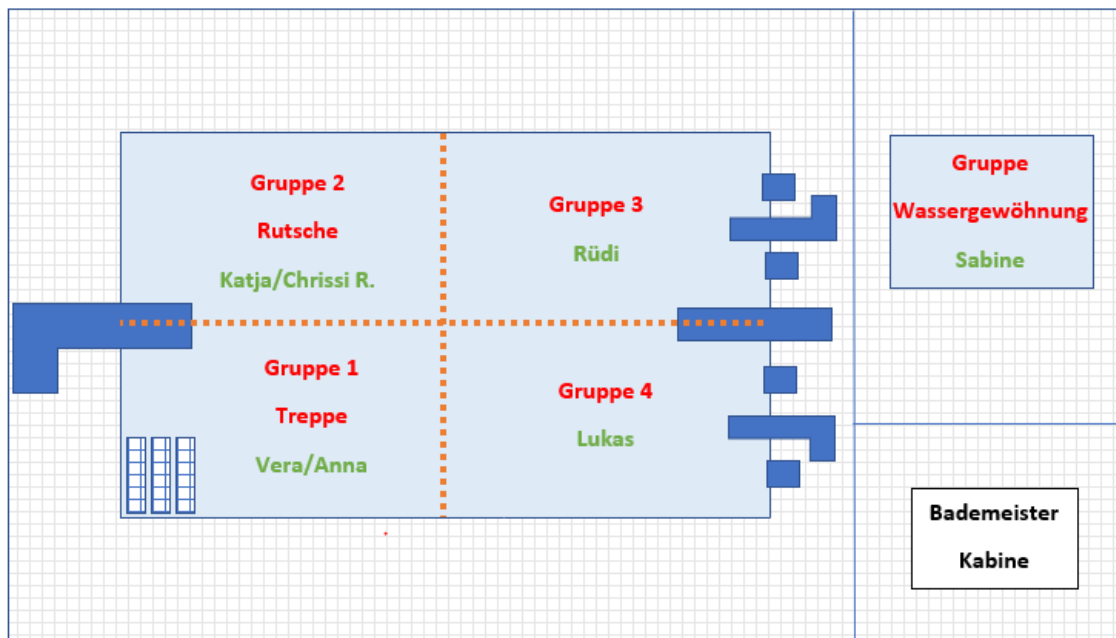 Gruppe 2
Rutsche
Katja/Chrissi R.
Gruppe 3
Rüdi
Gruppe
Wassergewöhnung
Sabine
Gruppe 1
Treppe
Vera/Anna
Gruppe 4
Lukas
Bademeister
Kabine